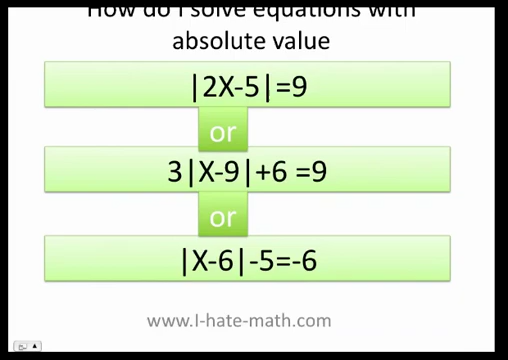 How do I solve equations with
absolute value
|2X-5|=9
or
3|X-9|+6 =9
or
|X-6|-5=-6
www.I-hate-math.com